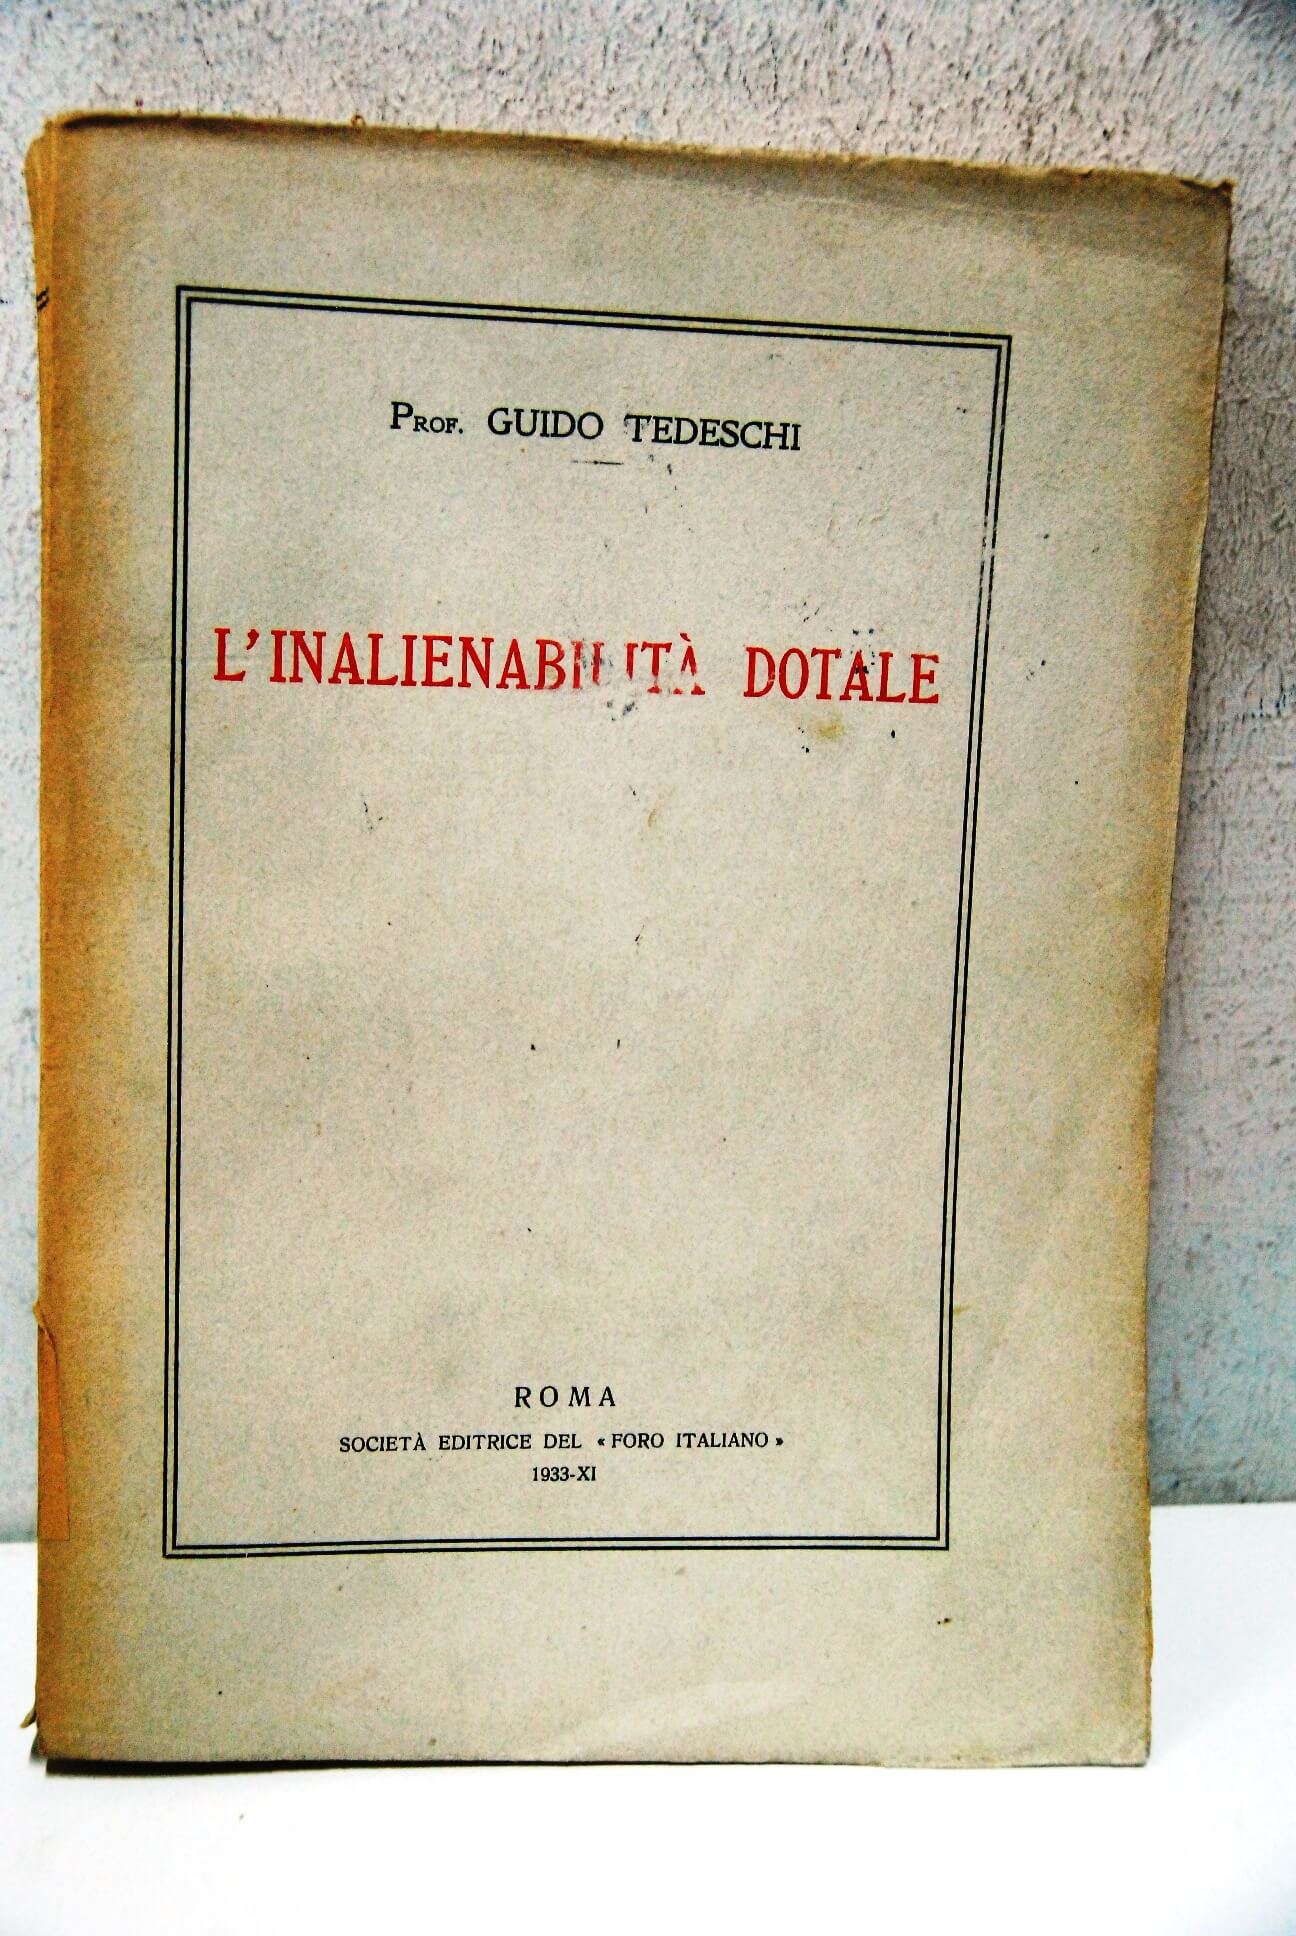 Prof. GUIDO TEDESCHI
L'INALIENABILITÀ DOTALE
ROMA
SOCIETÀ EDITRICE DEL « FORO ITALIANO »
1933-XI